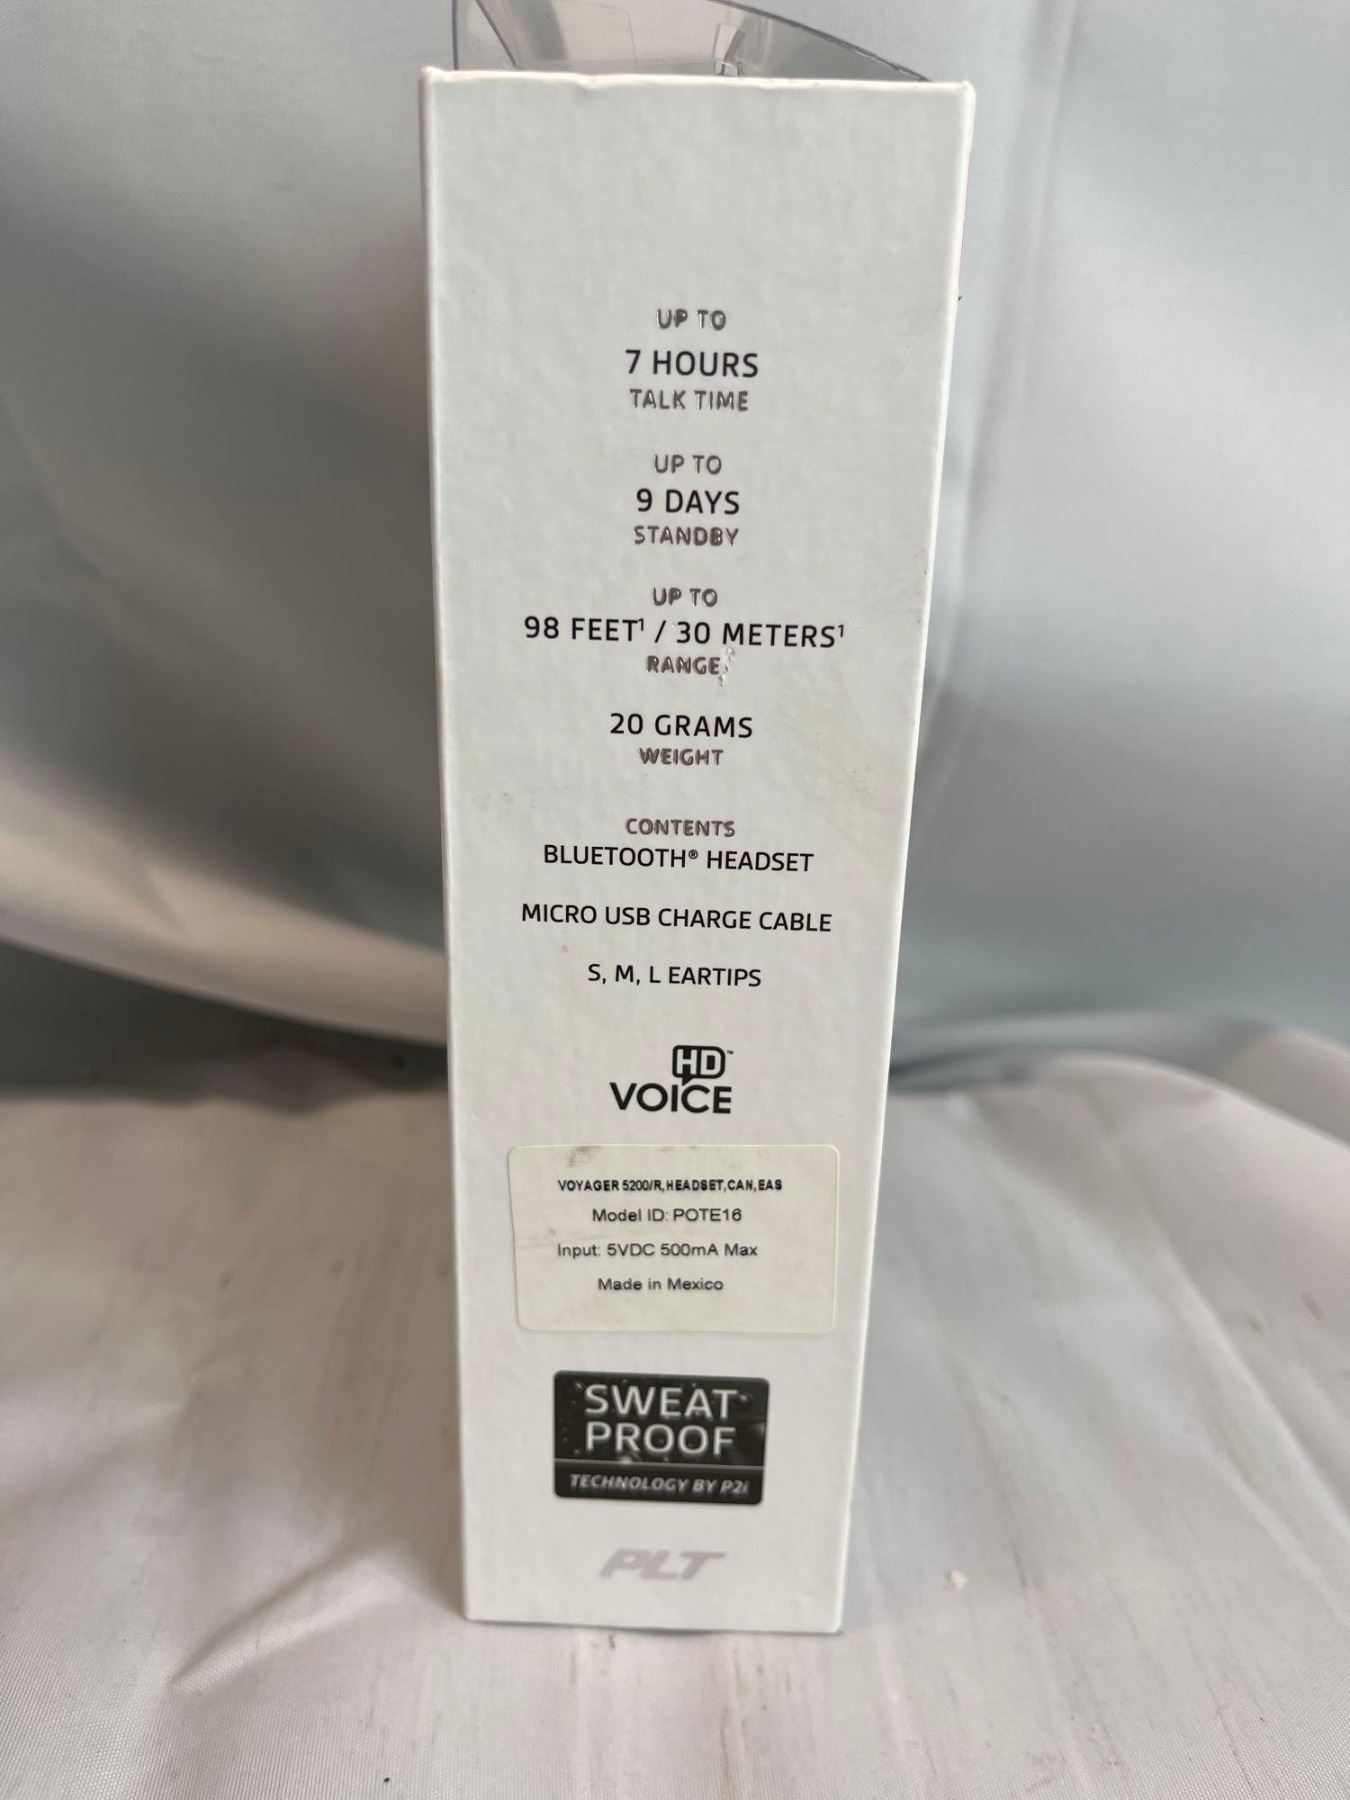 UP TO
7 HOURS
TALK TIME
UP TO
9 DAYS
STANDBY
UP TO
98 FEET¹ / 30 METERS¹
RANGE
20 GRAMS
WEIGHT
CONTENTS
BLUETOOTH® HEADSET
MICRO USB CHARGE CABLE
S, M, L EARTIPS
HD™
VOICE
VOYAGER 5200/R,HEADSET,CAN,EAS
Model ID: POTE16
Input: 5VDC 500mA Max
Made in Mexico
SWEAT
PROOF
TECHNOLOGY BY P2i
PLT